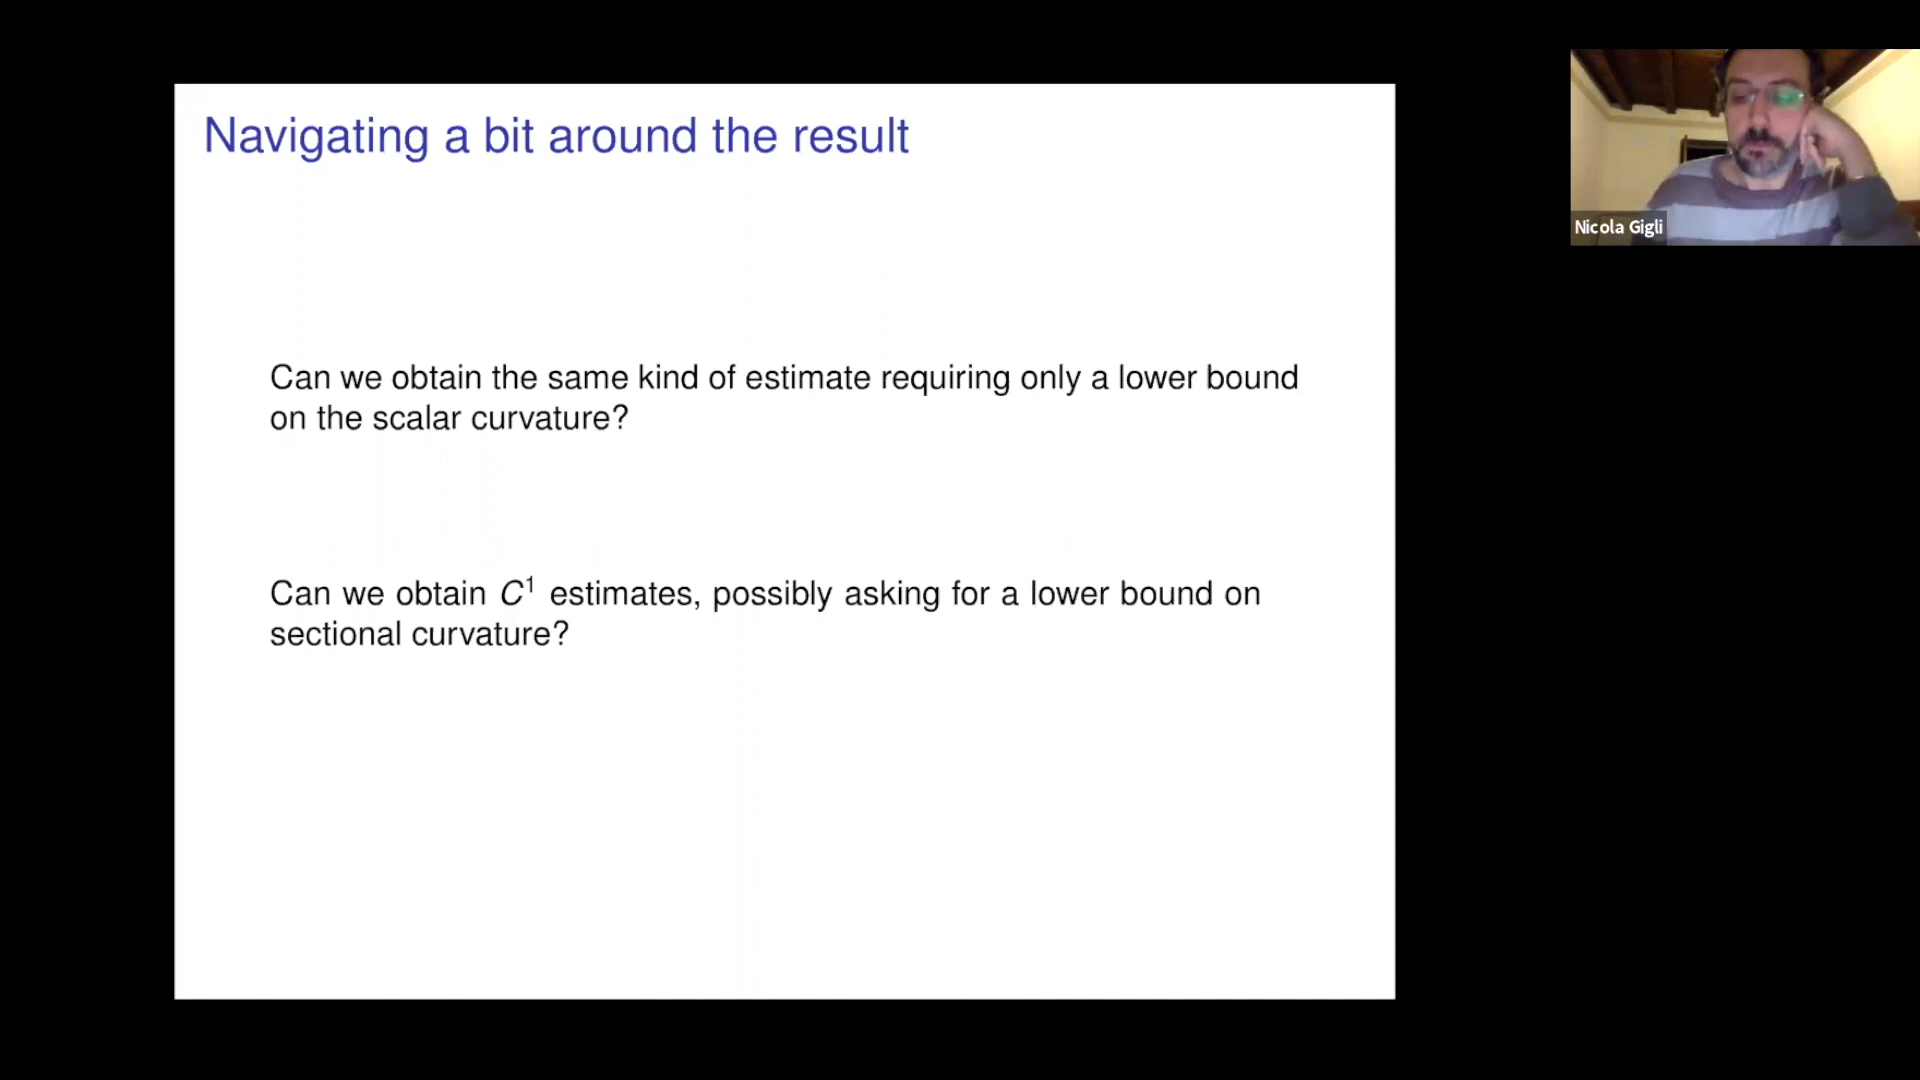 Navigating a bit around the result
Nicola Gigli
Can we obtain the same kind of estimate requiring only a lower bound
on the scalar curvature?
Can we obtain C¹ estimates, possibly asking for a lower bound on
sectional curvature?